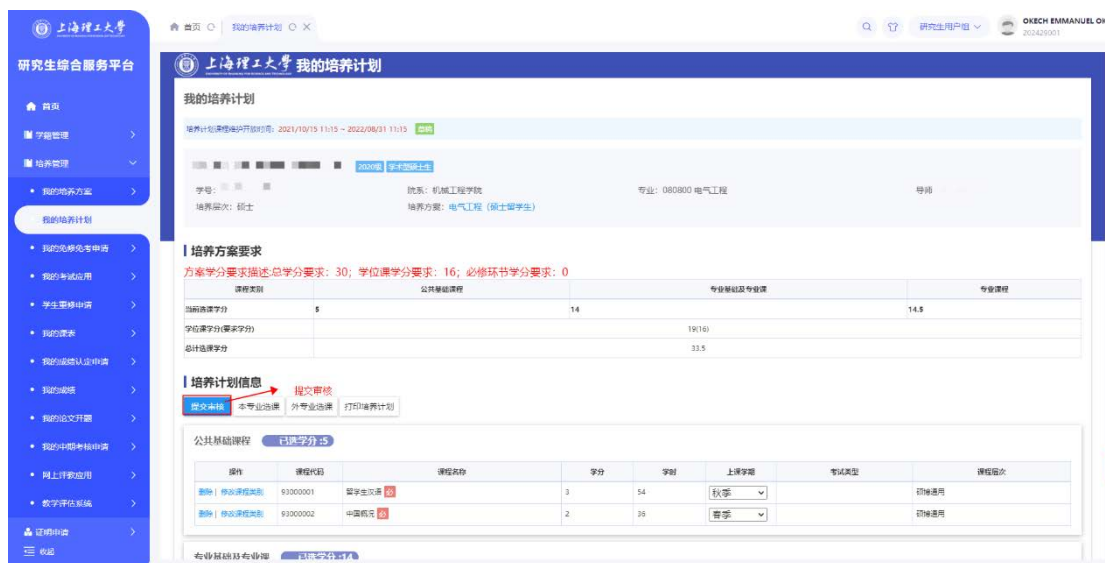 上海理工大学
首页
我的培养计划
研究生用户组
OKECH EMMANUEL OK
202429001
研究生综合服务平台
上海理工大学 我的培养计划
首页
学籍管理
培养管理
我的培养方案
我的培养计划
我的免修免考申请
我的考试应用
学生重修申请
我的课表
我的成绩认定申请
我的成绩
我的论文开题
我的中期考核申请
网上评教应用
教学评估系统
证明申请
收起
我的培养计划
培养计划课程维护开放时间: 2021/10/15 11:15 ~ 2022/08/31 11:15
2020级 学术型硕士生
学号: 院系: 机械工程学院 专业: 080800 电气工程 导师
培养层次: 硕士 培养方案: 电气工程 (硕士留学生)
培养方案要求
方案学分要求描述:总学分要求: 30; 学位课学分要求: 16; 必修环节学分要求: 0
课程类别 公共基础课程 专业基础及专业课 专业课程
当前选课学分 5 14 14.5
学位课学分(要求学分) 19(16)
总计选课学分 33.5
培养计划信息
提交审核
提交审核 本专业选课 外专业选课 打印培养计划
公共基础课程 已选学分 :5
操作 课程代码 课程名称 学分 学时 上课学期 考试类型 课程层次
删除 | 修改课程类别 93000001 留学生汉语 必 3 54 秋季 硕博通用
删除 | 修改课程类别 93000002 中国概况 必 2 36 春季 硕博通用
专业基础及专业课 已选学分 :14